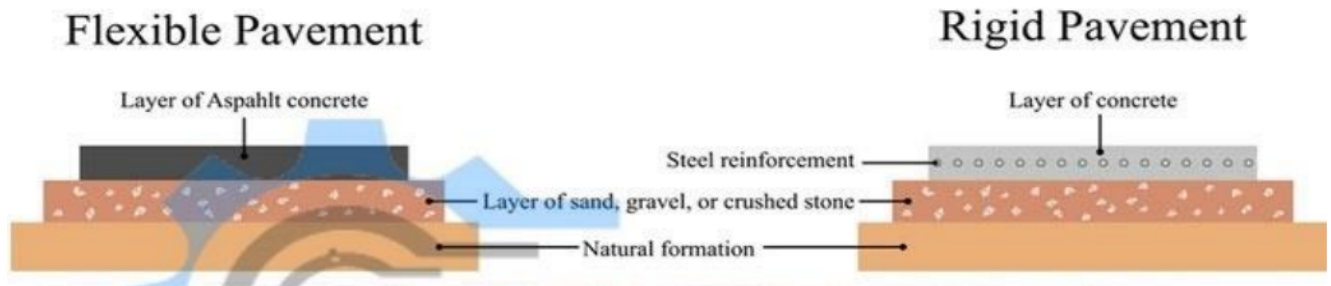 Flexible Pavement
Rigid Pavement
Layer of Aspahlt concrete
Layer of concrete
Steel reinforcement
Layer of sand, gravel, or crushed stone
Natural formation